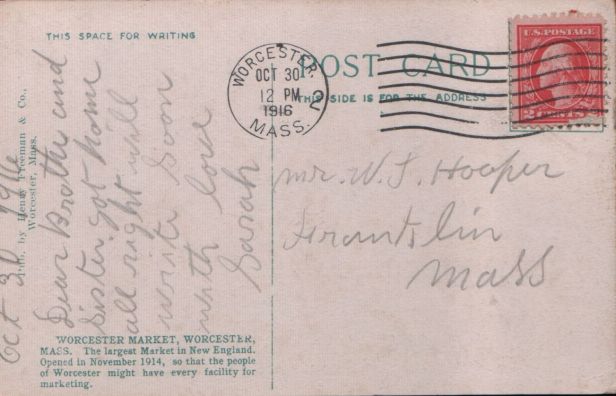 THIS SPACE FOR WRITING
POST CARD
THIS SIDE IS FOR THE ADDRESS
WORCESTER,
OCT 30
12 PM
1916
MASS.
U.S. POSTAGE
2 CENTS
Pub. by Henry Freeman & Co.,
Worcester, Mass.
Oct 30 1916
Dear Brother and
Sister, got home
all right will
write soon
with love
Sarah
Mr. W. J. Hooper
Franklin
Mass
WORCESTER MARKET, WORCESTER,
MASS. The largest Market in New England.
Opened in November 1914, so that the people
of Worcester might have every facility for
marketing.